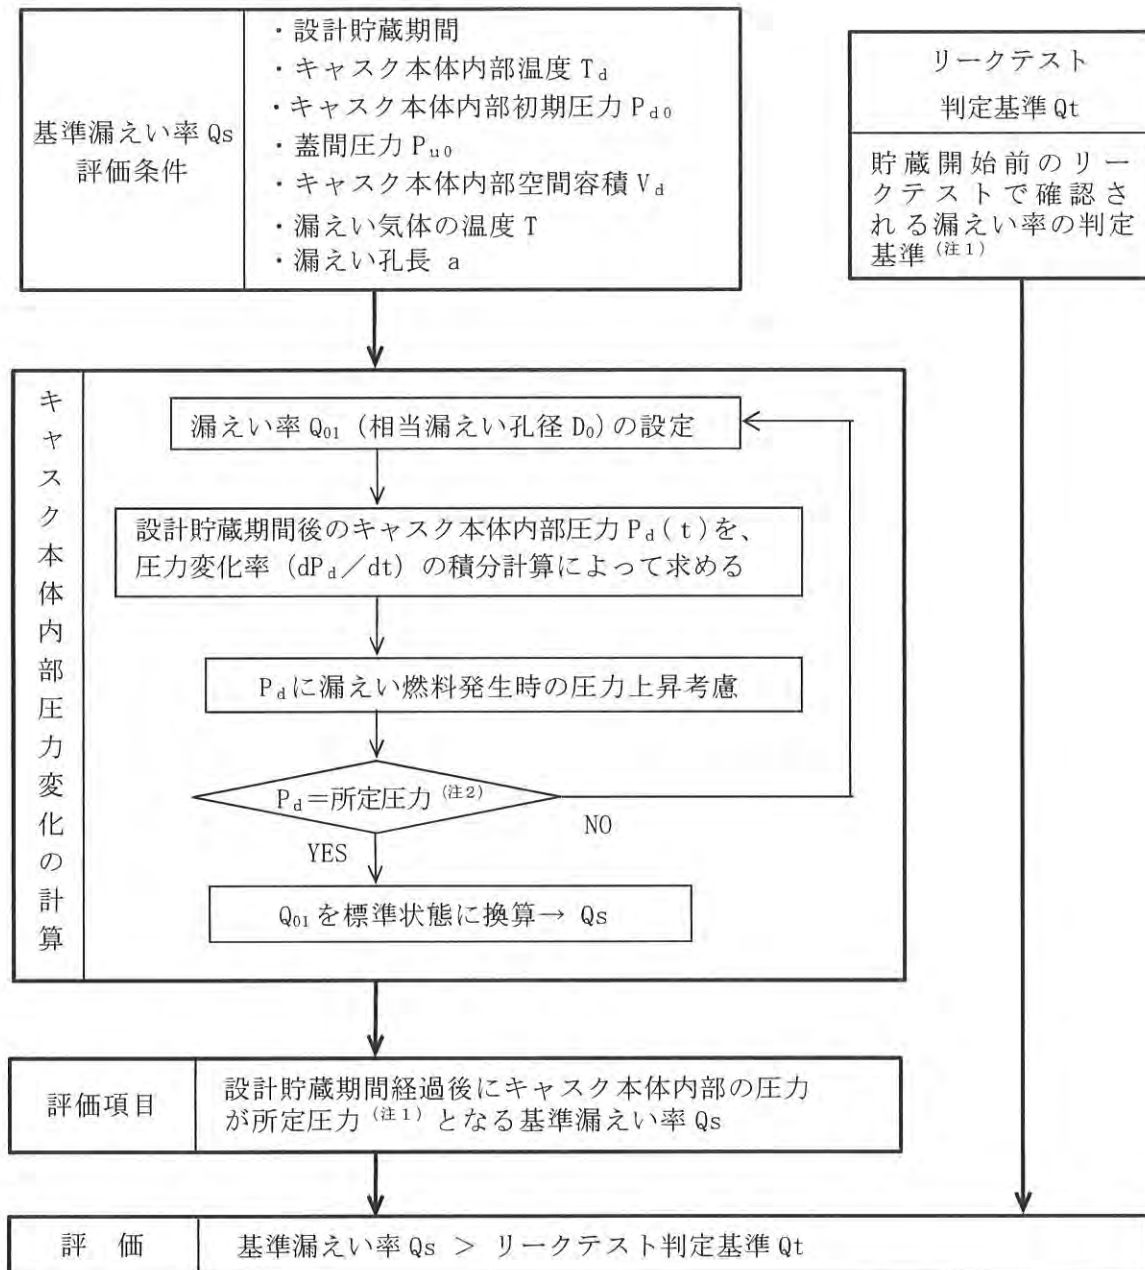 基準漏えい率 Qs
評価条件
・設計貯蔵期間
・キャスク本体内部温度 Td
・キャスク本体内部初期圧力 Pd0
・蓋間圧力 Pu0
・キャスク本体内部空間容積 Vd
・漏えい気体の温度 T
・漏えい孔長 a
リークテスト
判定基準 Qt
貯蔵開始前のリー
クテストで確認さ
れる漏えい率の判定
基準(注1)
キャスク本体内部圧力変化の計算
漏えい率 Q01 (相当漏えい孔径 D0) の設定
設計貯蔵期間後のキャスク本体内部圧力 Pd(t)を、
圧力変化率 (dPd/dt) の積分計算によって求める
Pdに漏えい燃料発生時の圧力上昇考慮
Pd=所定圧力(注2)
NO
YES
Q01 を標準状態に換算→ Qs
評価項目
設計貯蔵期間経過後にキャスク本体内部の圧力
が所定圧力(注1)となる基準漏えい率 Qs
評 価
基準漏えい率 Qs > リークテスト判定基準 Qt